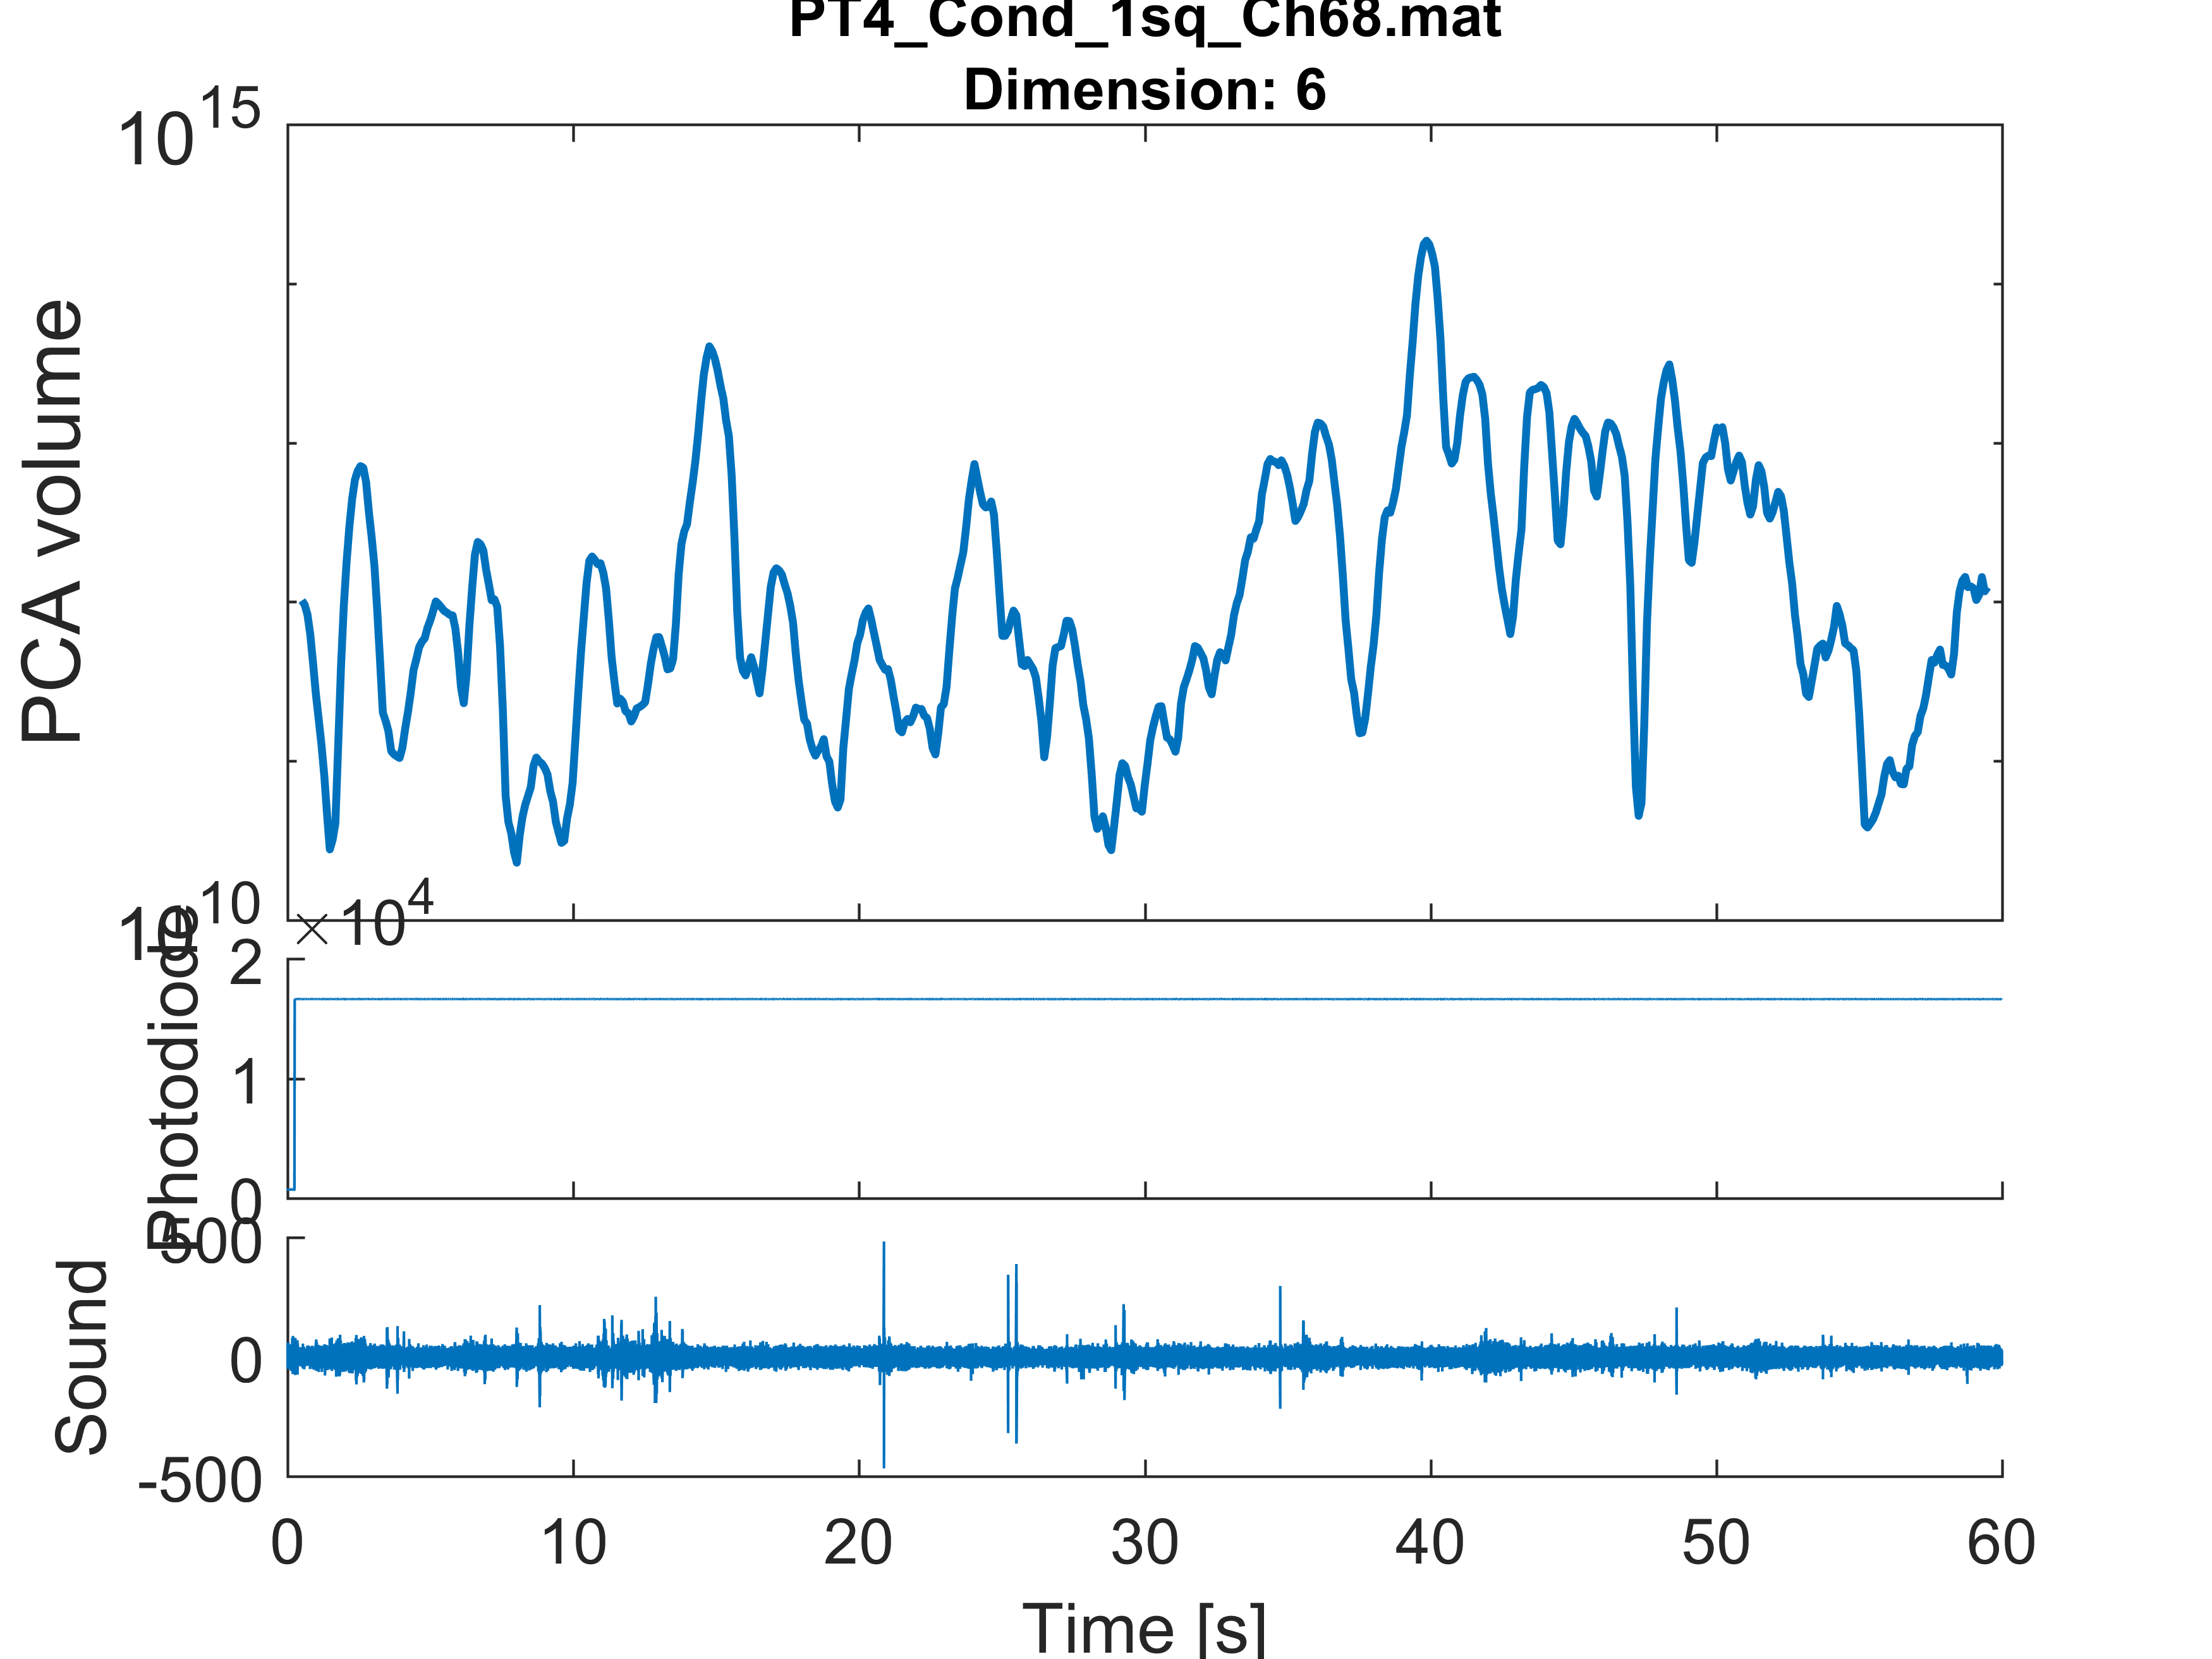 PT4_Cond_1sq_Ch68.mat
Dimension: 6
10^15
PCA volume
10^10
×10^4
2
1
0
Photodiode
500
0
-500
Sound
0 10 20 30 40 50 60
Time [s]